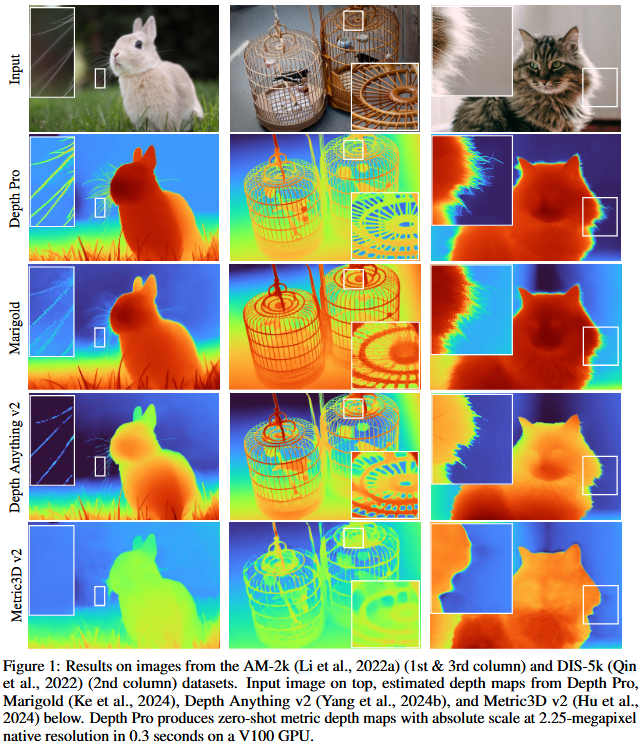 Input
Depth Pro
Marigold
Depth Anything v2
Metric3D v2
Figure 1: Results on images from the AM-2k (Li et al., 2022a) (1st & 3rd column) and DIS-5k (Qin
et al., 2022) (2nd column) datasets. Input image on top, estimated depth maps from Depth Pro,
Marigold (Ke et al., 2024), Depth Anything v2 (Yang et al., 2024b), and Metric3D v2 (Hu et al.,
2024) below. Depth Pro produces zero-shot metric depth maps with absolute scale at 2.25-megapixel
native resolution in 0.3 seconds on a V100 GPU.